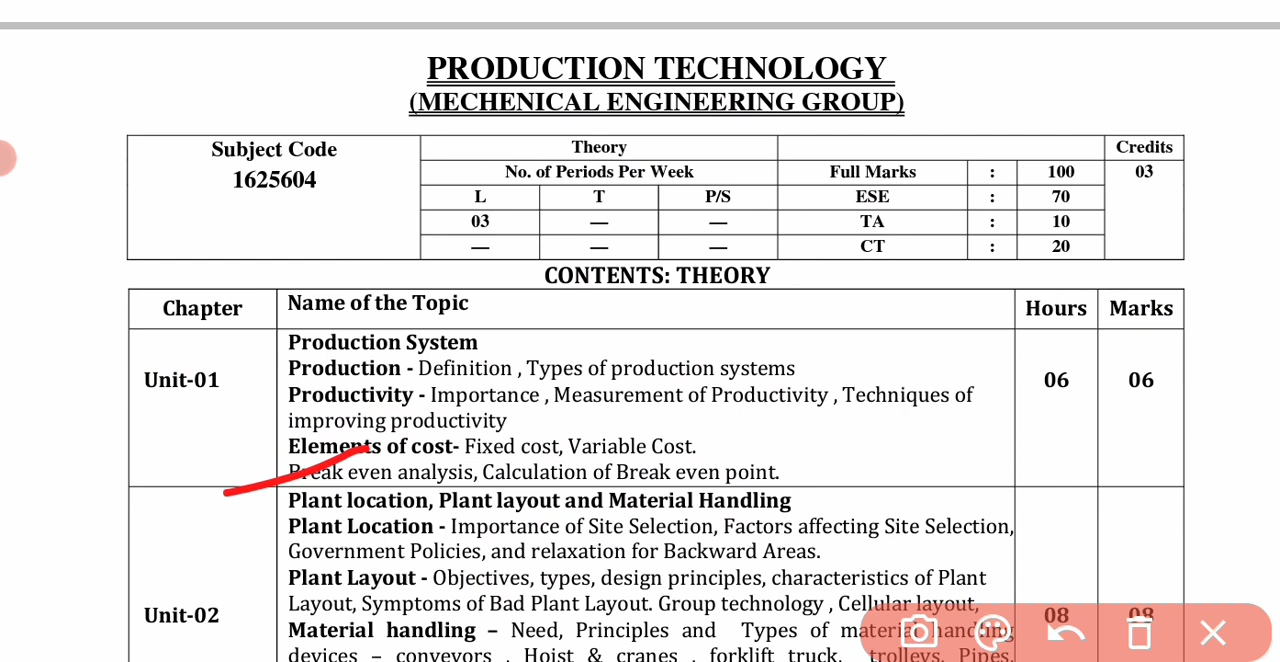 PRODUCTION TECHNOLOGY
(MECHENICAL ENGINEERING GROUP)
Subject Code
1625604
Theory
Credits
No. of Periods Per Week
Full Marks : 100
03
L T P/S
ESE : 70
03 — —
TA : 10
— — —
CT : 20
CONTENTS: THEORY
Chapter Name of the Topic Hours Marks
Unit-01
Production System
Production - Definition , Types of production systems
Productivity - Importance , Measurement of Productivity , Techniques of
improving productivity
Elements of cost- Fixed cost, Variable Cost.
Break even analysis, Calculation of Break even point.
06 06
Unit-02
Plant location, Plant layout and Material Handling
Plant Location - Importance of Site Selection, Factors affecting Site Selection,
Government Policies, and relaxation for Backward Areas.
Plant Layout - Objectives, types, design principles, characteristics of Plant
Layout, Symptoms of Bad Plant Layout. Group technology , Cellular layout,
Material handling – Need, Principles and Types of material handling
devices – conveyors , Hoist & cranes , forklift truck, trolleys, Pipes,
08 08